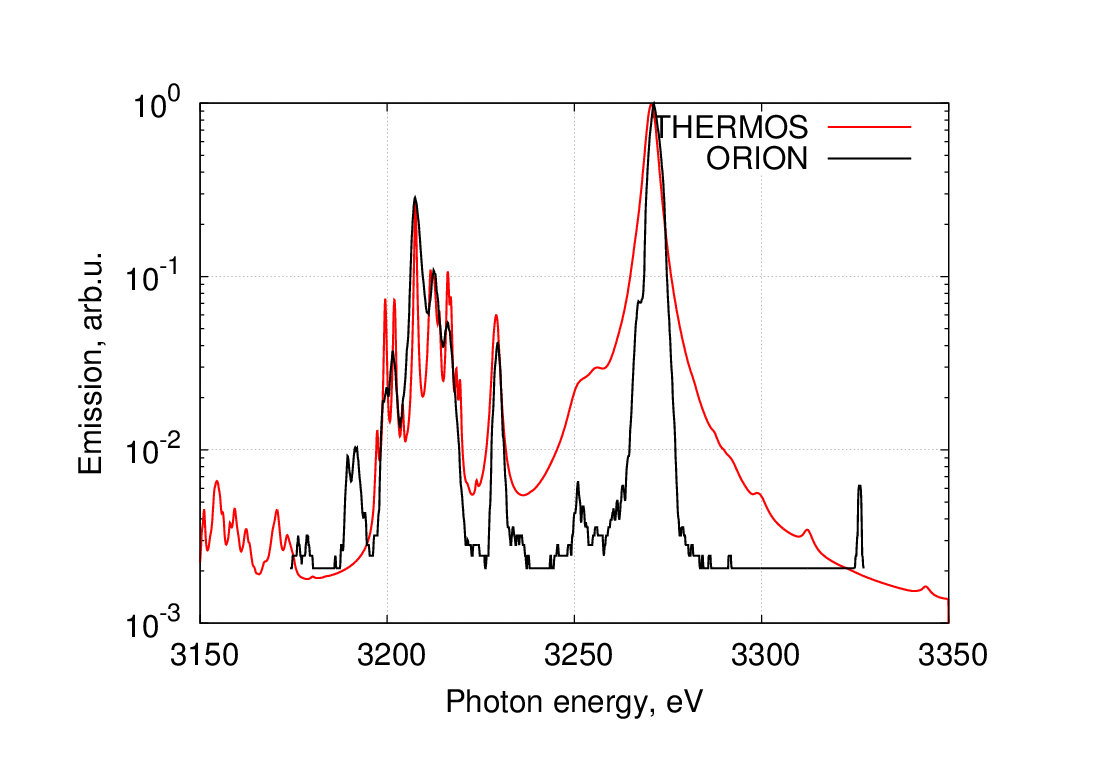 10^0
10^-1
10^-2
10^-3
Emission, arb.u.
THERMOS
ORION
3150 3200 3250 3300 3350
Photon energy, eV